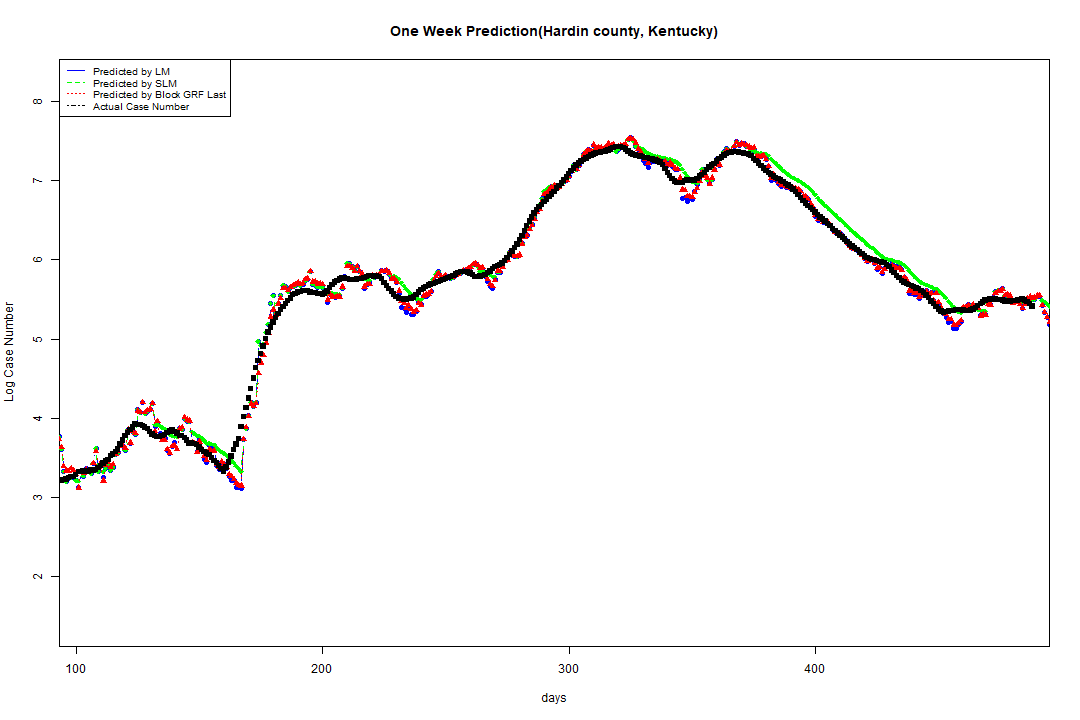 One Week Prediction(Hardin county, Kentucky)
Predicted by LM
Predicted by SLM
Predicted by Block GRF Last
Actual Case Number
8
7
6
5
4
3
2
Log Case Number
100 200 300 400
days